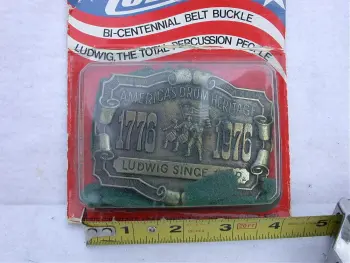 BI-CENTENNIAL BELT BUCKLE
LUDWIG, THE TOTAL PERCUSSION PEOPLE
AMERICA'S DRUM HERITAGE
1776 1976
LUDWIG SINCE
1 2 3 4 5